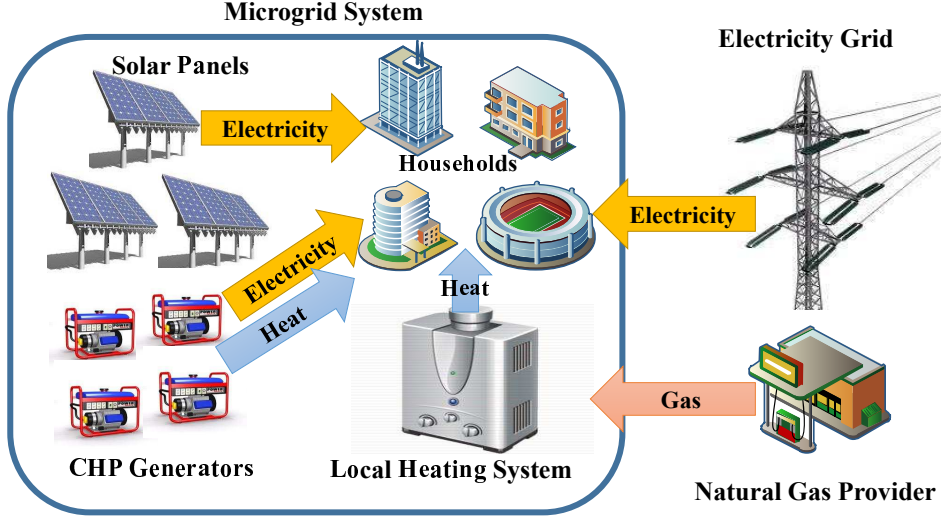 Microgrid System
Electricity Grid
Solar Panels
Electricity
Households
Electricity
Electricity
Heat
Heat
Gas
CHP Generators
Local Heating System
Natural Gas Provider